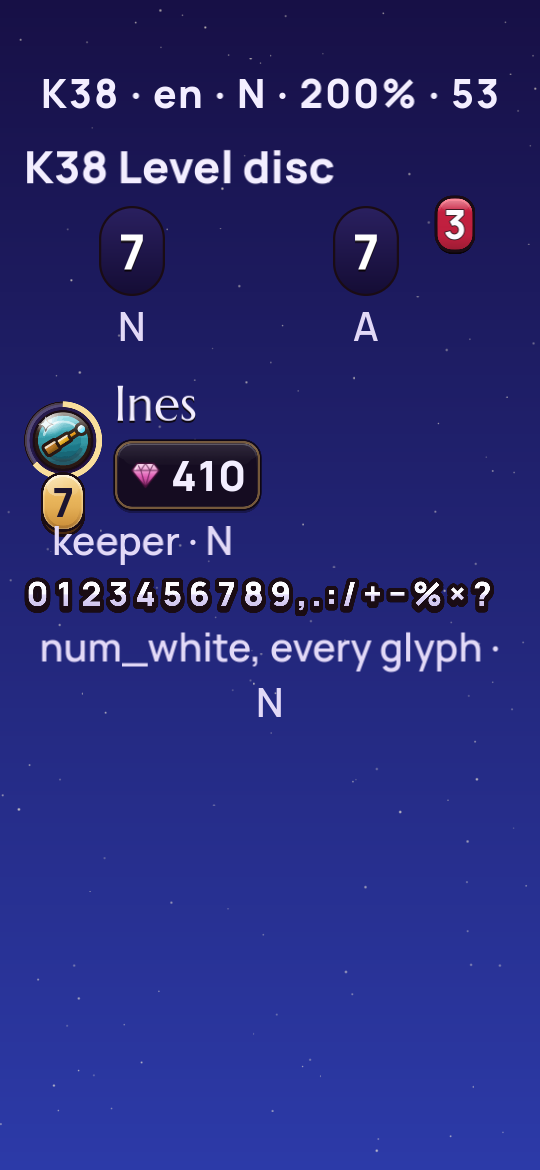 K38 · en · N · 200% · 53
K38 Level disc
7 7 3
N A
Ines
410
7
keeper · N
0123456789,.:/+−%×?
num_white, every glyph ·
N